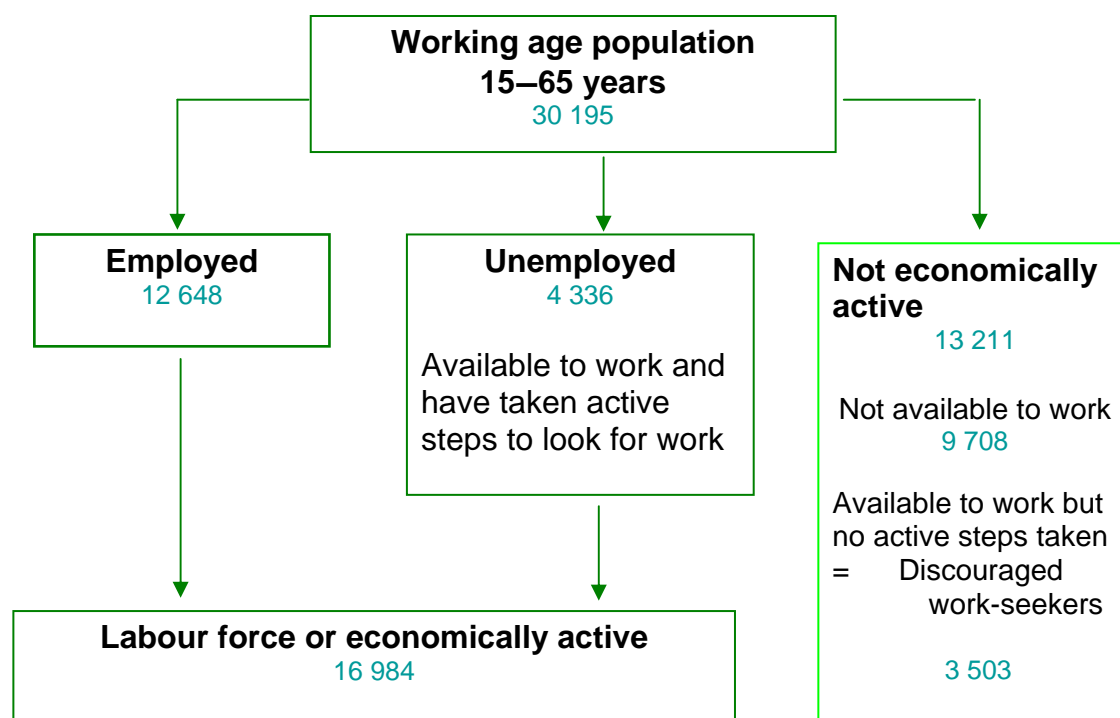 Working age population
15–65 years
30 195
Employed
12 648
Unemployed
4 336
Available to work and
have taken active
steps to look for work
Not economically
active
13 211
Not available to work
9 708
Available to work but
no active steps taken
= Discouraged
work-seekers
3 503
Labour force or economically active
16 984